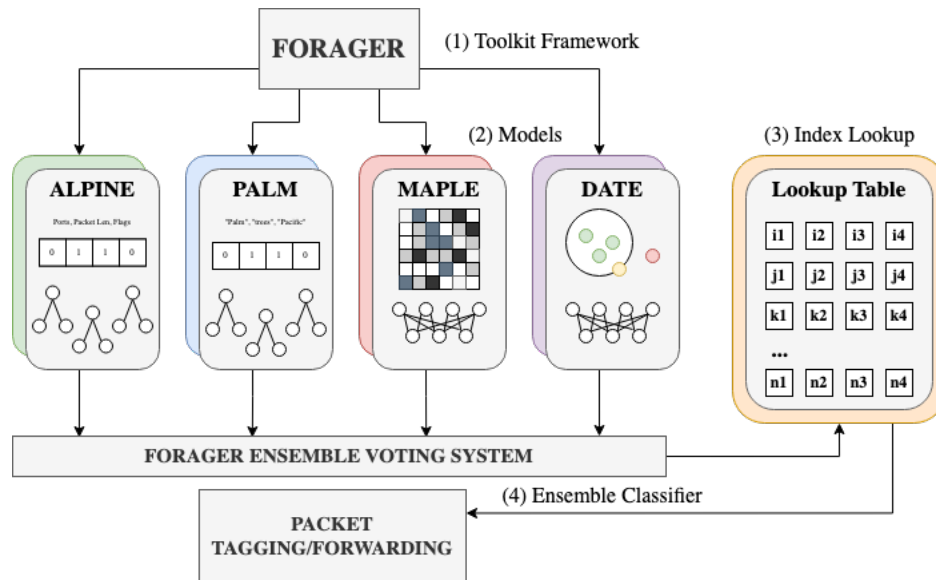 FORAGER
(1) Toolkit Framework
(2) Models
(3) Index Lookup
ALPINE
Ports, Packet Len, Flags
0 1 1 0
PALM
"Palm", "trees", "Pacific"
0 1 1 0
MAPLE
DATE
Lookup Table
i1 i2 i3 i4
j1 j2 j3 j4
k1 k2 k3 k4
...
n1 n2 n3 n4
FORAGER ENSEMBLE VOTING SYSTEM
(4) Ensemble Classifier
PACKET
TAGGING/FORWARDING